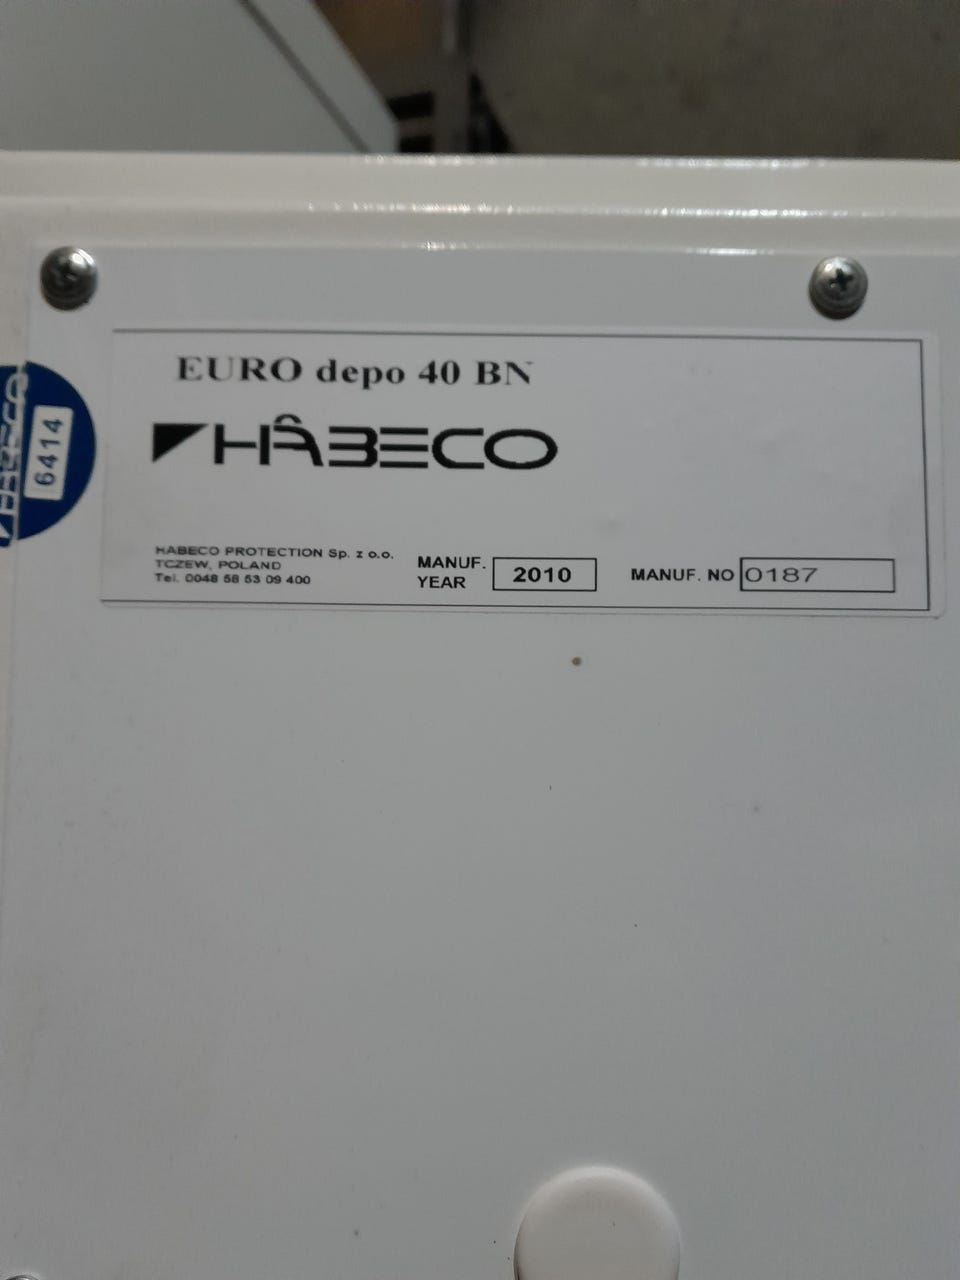 EURO depo 40 BN
HABECO
HABECO PROTECTION Sp. z o.o.
TCZEW, POLAND
Tel. 0048 58 53 09 400
MANUF. YEAR 2010
MANUF. NO 0187
HABECO
6414